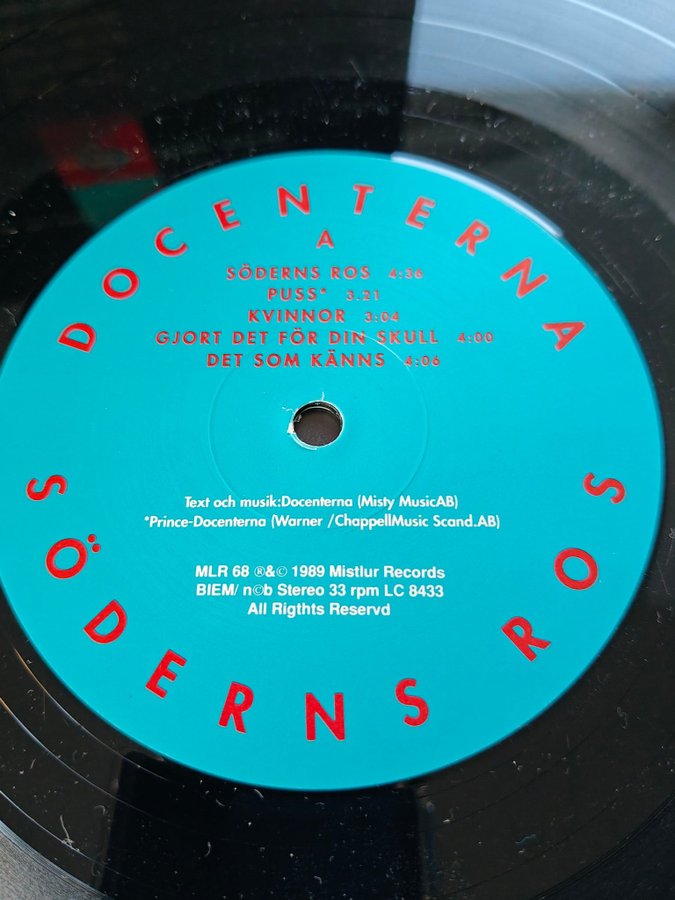 DOCENTERNA
A
SÖDERNS ROS 4:36
PUSS* 3.21
KVINNOR 3:04
GJORT DET FÖR DIN SKULL 4:00
DET SOM KÄNNS 4:06
Text och musik:Docenterna (Misty MusicAB)
*Prince-Docenterna (Warner /ChappellMusic Scand.AB)
MLR 68 ®&© 1989 Mistlur Records
BIEM/ n©b Stereo 33 rpm LC 8433
All Rigthts Reservd
SÖDERNS ROS